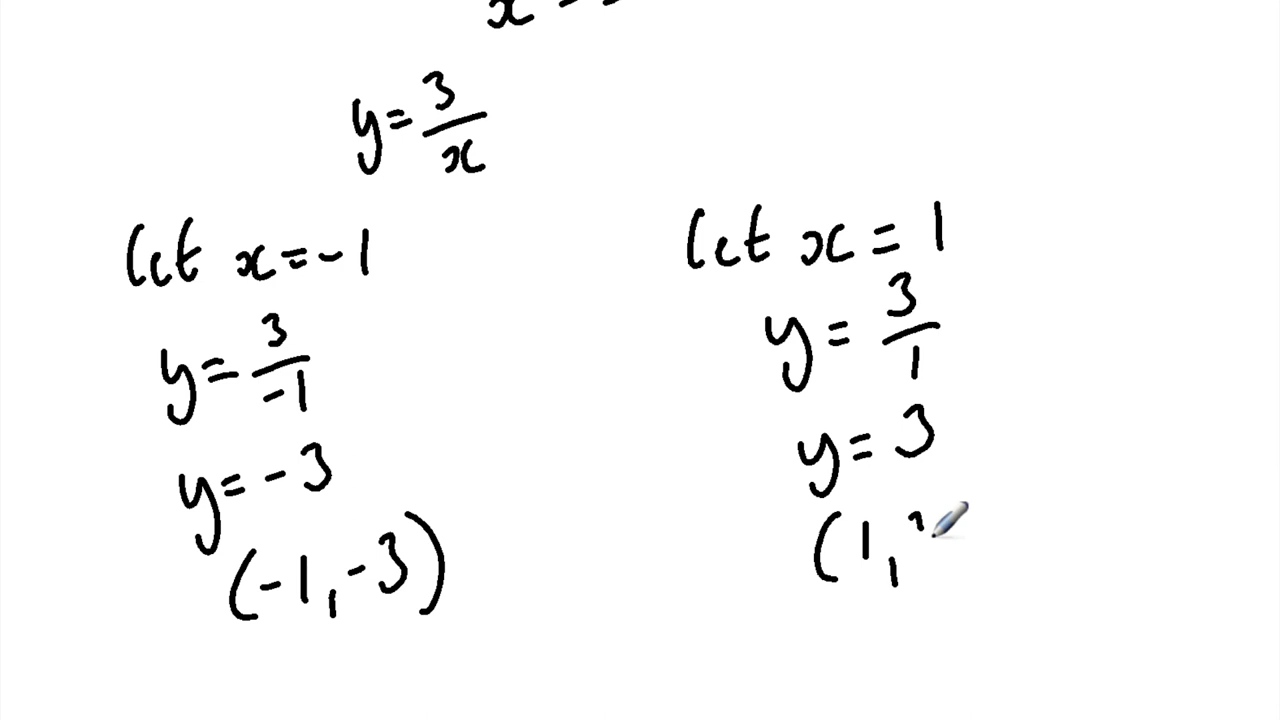 y = 3/x
let x = -1
y = 3/-1
y = -3
(-1, -3)
let x = 1
y = 3/1
y = 3
(1,